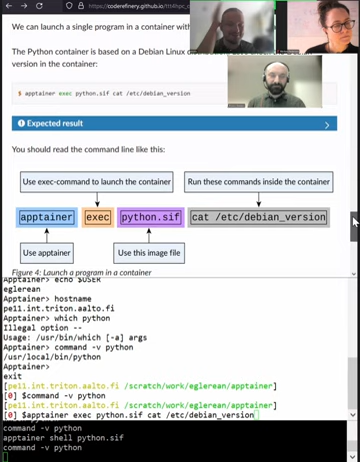 https://coderefinery.github.io/ttt4hpc_c
We can launch a single program in a container with
The Python container is based on a Debian Linux
version in the container:
$ apptainer exec python.sif cat /etc/debian_version
Expected result
You should read the command line like this:
Use exec-command to launch the container
Run these commands inside the container
apptainer exec python.sif cat /etc/debian_version
Use apptainer
Use this image file
Figure 4: Launch a program in a container
Apptainer> echo $USER
eglerean
Apptainer> hostname
pe11.int.triton.aalto.fi
Apptainer> which python
Illegal option --
Usage: /usr/bin/which [-a] args
Apptainer> command -v python
/usr/local/bin/python
Apptainer>
exit
[pe11.int.triton.aalto.fi /scratch/work/eglerean/apptainer]
[0] $command -v python
[pe11.int.triton.aalto.fi /scratch/work/eglerean/apptainer]
[0] $apptainer exec python.sif cat /etc/debian_version
command -v python
apptainer shell python.sif
command -v python